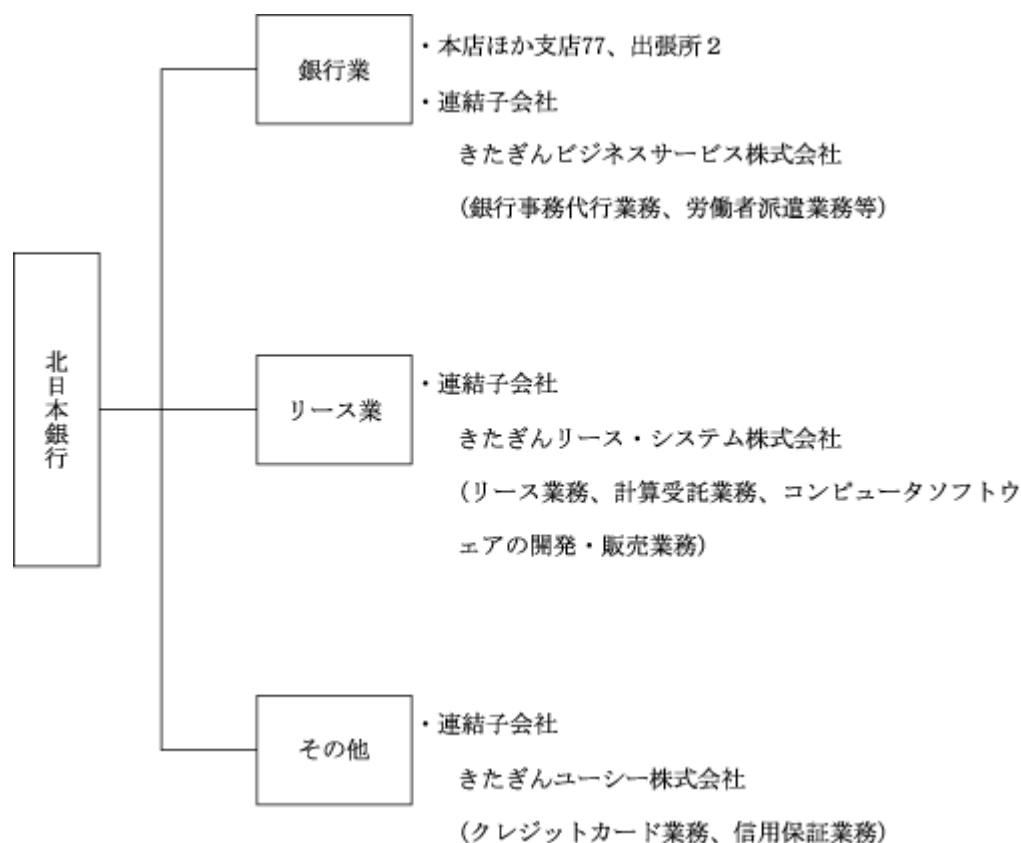 北日本銀行
銀行業
・本店ほか支店77、出張所2
・連結子会社
きたぎんビジネスサービス株式会社
(銀行事務代行業務、労働者派遣業務等)
リース業
・連結子会社
きたぎんリース・システム株式会社
(リース業務、計算受託業務、コンピュータソフトウ
ェアの開発・販売業務)
その他
・連結子会社
きたぎんユーシー株式会社
(クレジットカード業務、信用保証業務)